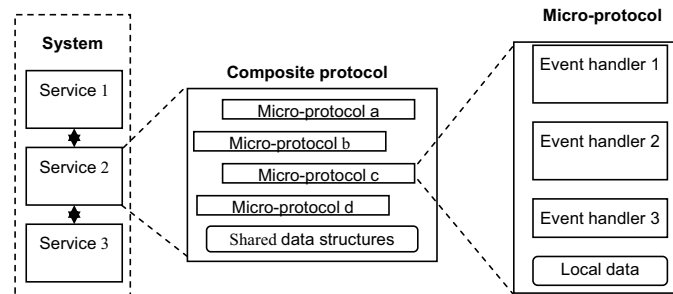 System
Service 1
Service 2
Service 3
Composite protocol
Micro-protocol a
Micro-protocol b
Micro-protocol c
Micro-protocol d
Shared data structures
Micro-protocol
Event handler 1
Event handler 2
Event handler 3
Local data